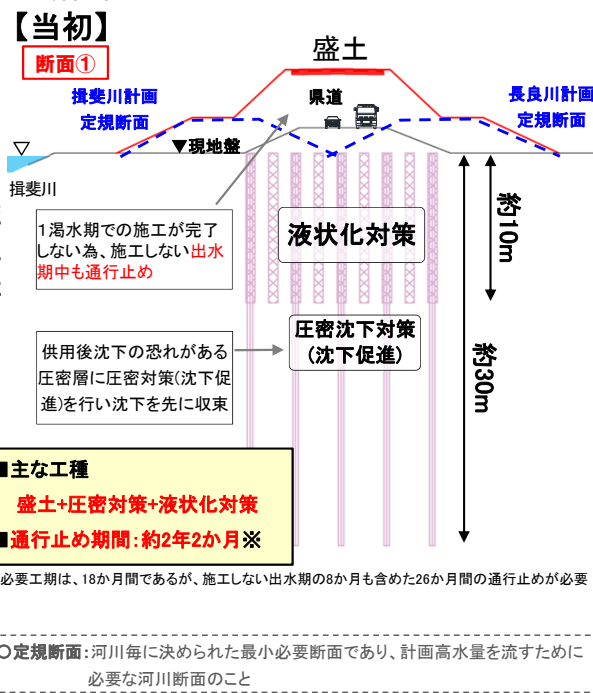 【当初】
断面①
盛土
揖斐川計画
定規断面
県道
長良川計画
定規断面
▼現地盤
▽
揖斐川
1渇水期での施工が完了
しない為、施工しない出水
期中も通行止め
液状化対策
約10m
圧密沈下対策
(沈下促進)
供用後沈下の恐れがある
圧密層に圧密対策(沈下促
進)を行い沈下を先に収束
約30m
■主な工種
盛土+圧密対策+液状化対策
■通行止め期間:約2年2か月※
必要工期は、18か月間であるが、施工しない出水期の8か月も含めた26か月間の通行止めが必要
〇定規断面:河川毎に決められた最小必要断面であり、計画高水量を流すために
必要な河川断面のこと